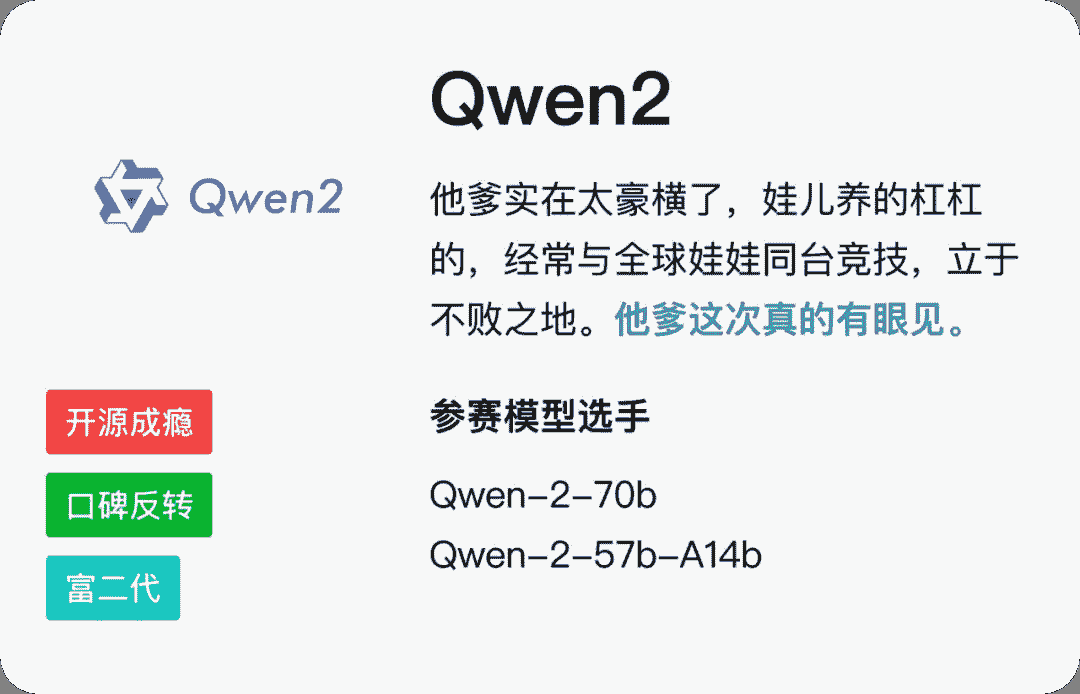 Qwen2
Qwen2
他爹实在太豪横了，娃儿养的杠杠
的，经常与全球娃娃同台竞技，立于
不败之地。他爹这次真的有眼见。
开源成瘾
口碑反转
富二代
参赛模型选手
Qwen-2-70b
Qwen-2-57b-A14b